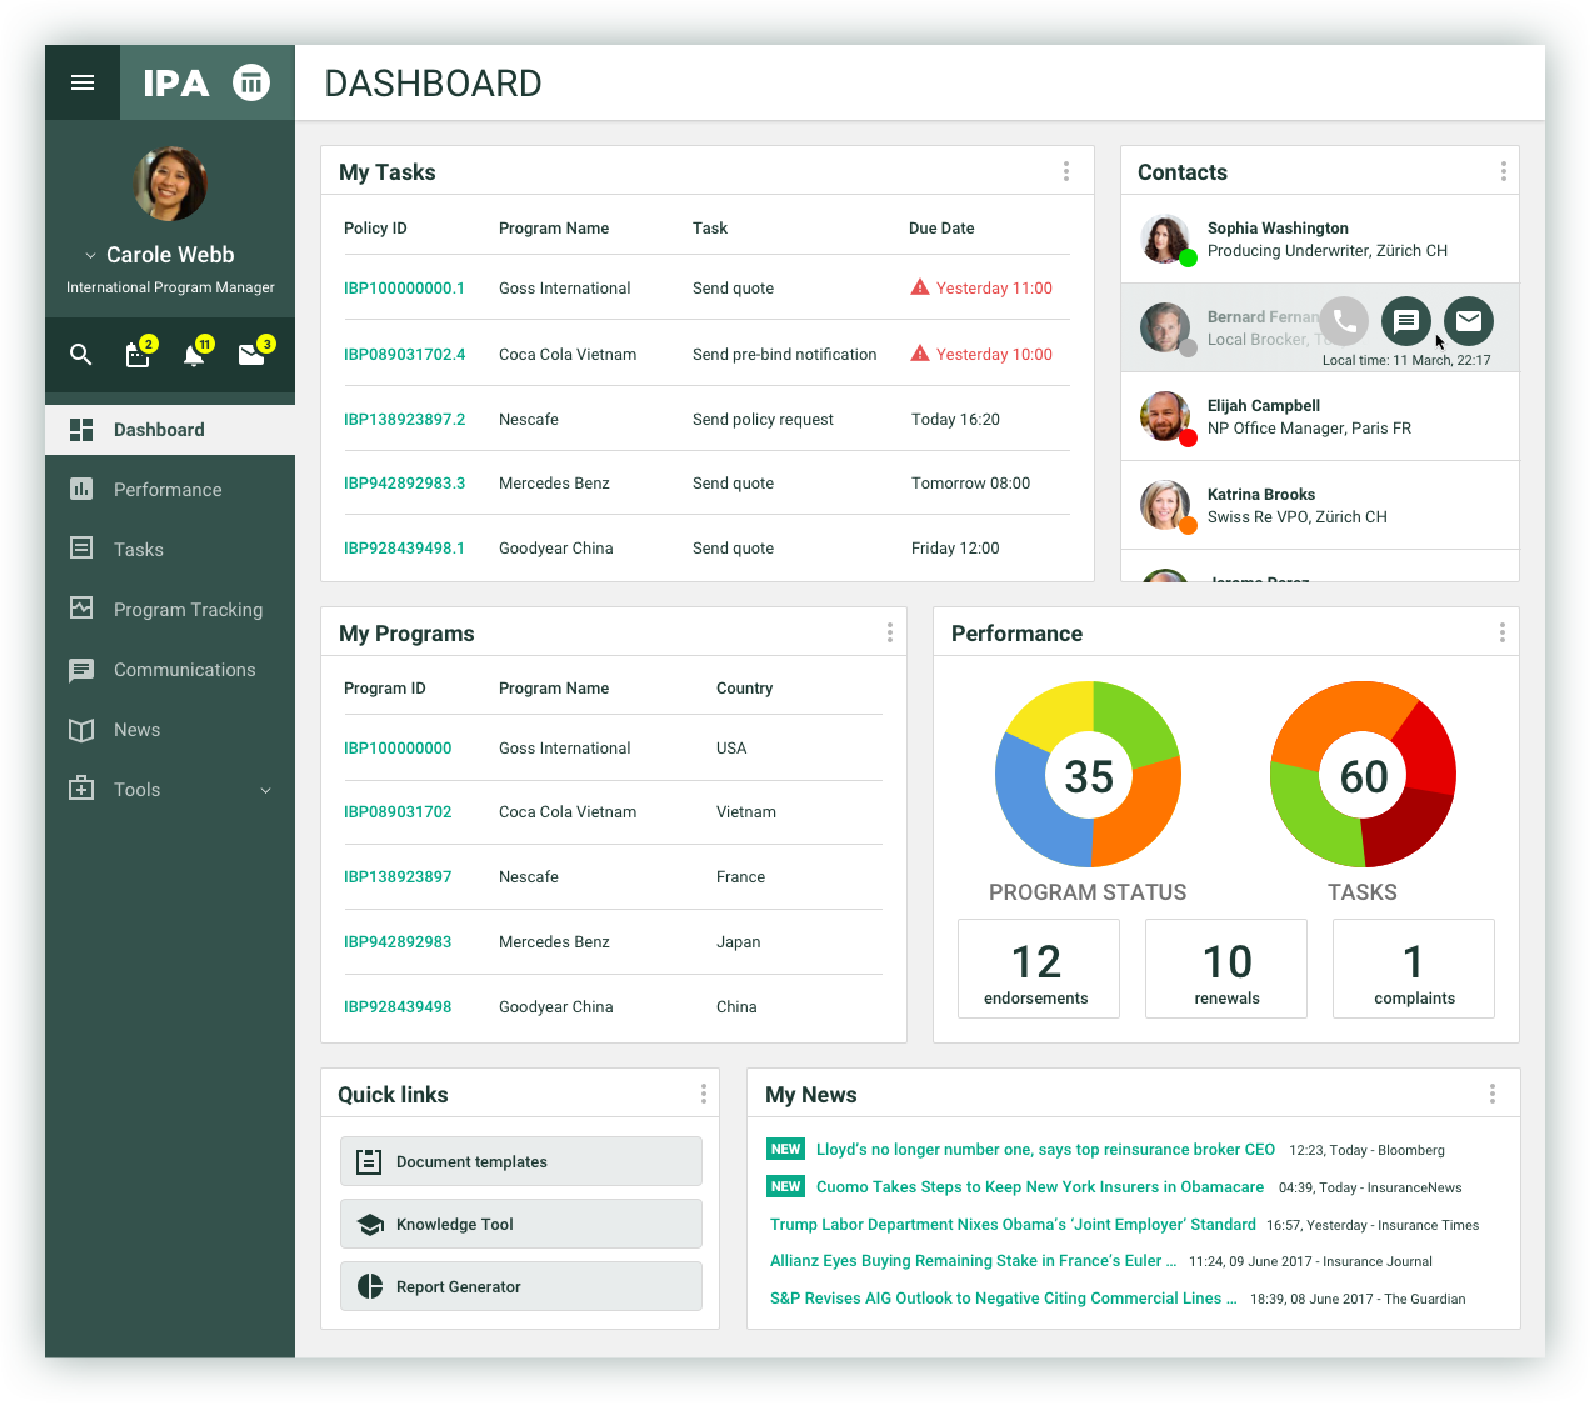 IPA
DASHBOARD
Carole Webb
International Program Manager
2
11
3
Dashboard
Performance
Tasks
Program Tracking
Communications
News
Tools
My Tasks
Policy ID Program Name Task Due Date
IBP100000000.1 Goss International Send quote Yesterday 11:00
IBP089031702.4 Coca Cola Vietnam Send pre-bind notification Yesterday 10:00
IBP138923897.2 Nescafe Send policy request Today 16:20
IBP942892983.3 Mercedes Benz Send quote Tomorrow 08:00
IBP928439498.1 Goodyear China Send quote Friday 12:00
Contacts
Sophia Washington
Producing Underwriter, Zürich CH
Bernard Fernan
Local Brocker,
Local time: 11 March, 22:17
Elijah Campbell
NP Office Manager, Paris FR
Katrina Brooks
Swiss Re VPO, Zürich CH
My Programs
Program ID Program Name Country
IBP100000000 Goss International USA
IBP089031702 Coca Cola Vietnam Vietnam
IBP138923897 Nescafe France
IBP942892983 Mercedes Benz Japan
IBP928439498 Goodyear China China
Performance
35
PROGRAM STATUS
60
TASKS
12
endorsements
10
renewals
1
complaints
Quick links
Document templates
Knowledge Tool
Report Generator
My News
NEW Lloyd's no longer number one, says top reinsurance broker CEO 12:23, Today - Bloomberg
NEW Cuomo Takes Steps to Keep New York Insurers in Obamacare 04:39, Today - InsuranceNews
Trump Labor Department Nixes Obama's 'Joint Employer' Standard 16:57, Yesterday - Insurance Times
Allianz Eyes Buying Remaining Stake in France's Euler ... 11:24, 09 June 2017 - Insurance Journal
S&P Revises AIG Outlook to Negative Citing Commercial Lines ... 18:39, 08 June 2017 - The Guardian